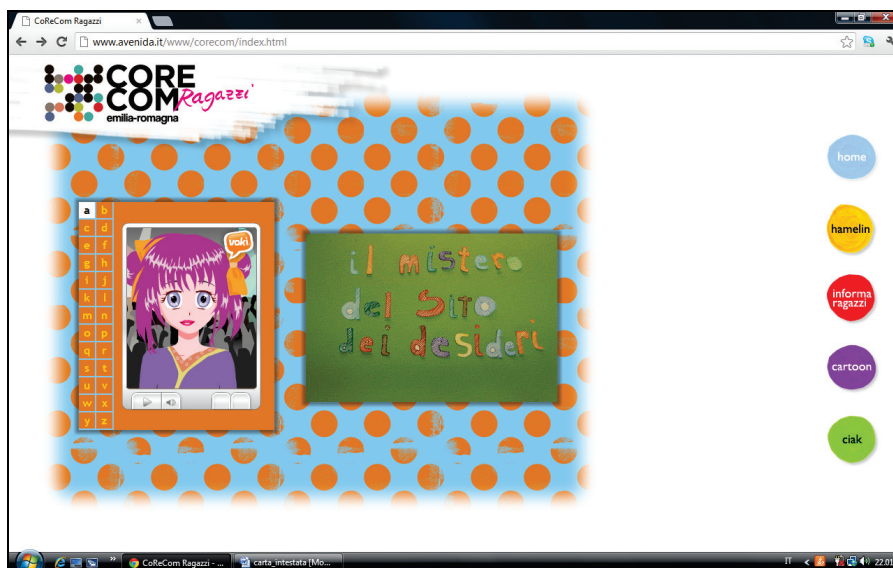 CoReCom Ragazzi
www.avenida.it/www/corecom/index.html
CORE
COM Ragazzi
emilia-romagna
a b
c d
e f
g h
i j
k l
m n
o p
q r
s t
u v
w x
y z
voki
il mistero
del Sito
dei desideri
home
hamelin
informa
ragazzi
cartoon
ciak
CoReCom Ragazzi - ...
carta_intestata [Mo...
IT
22.01